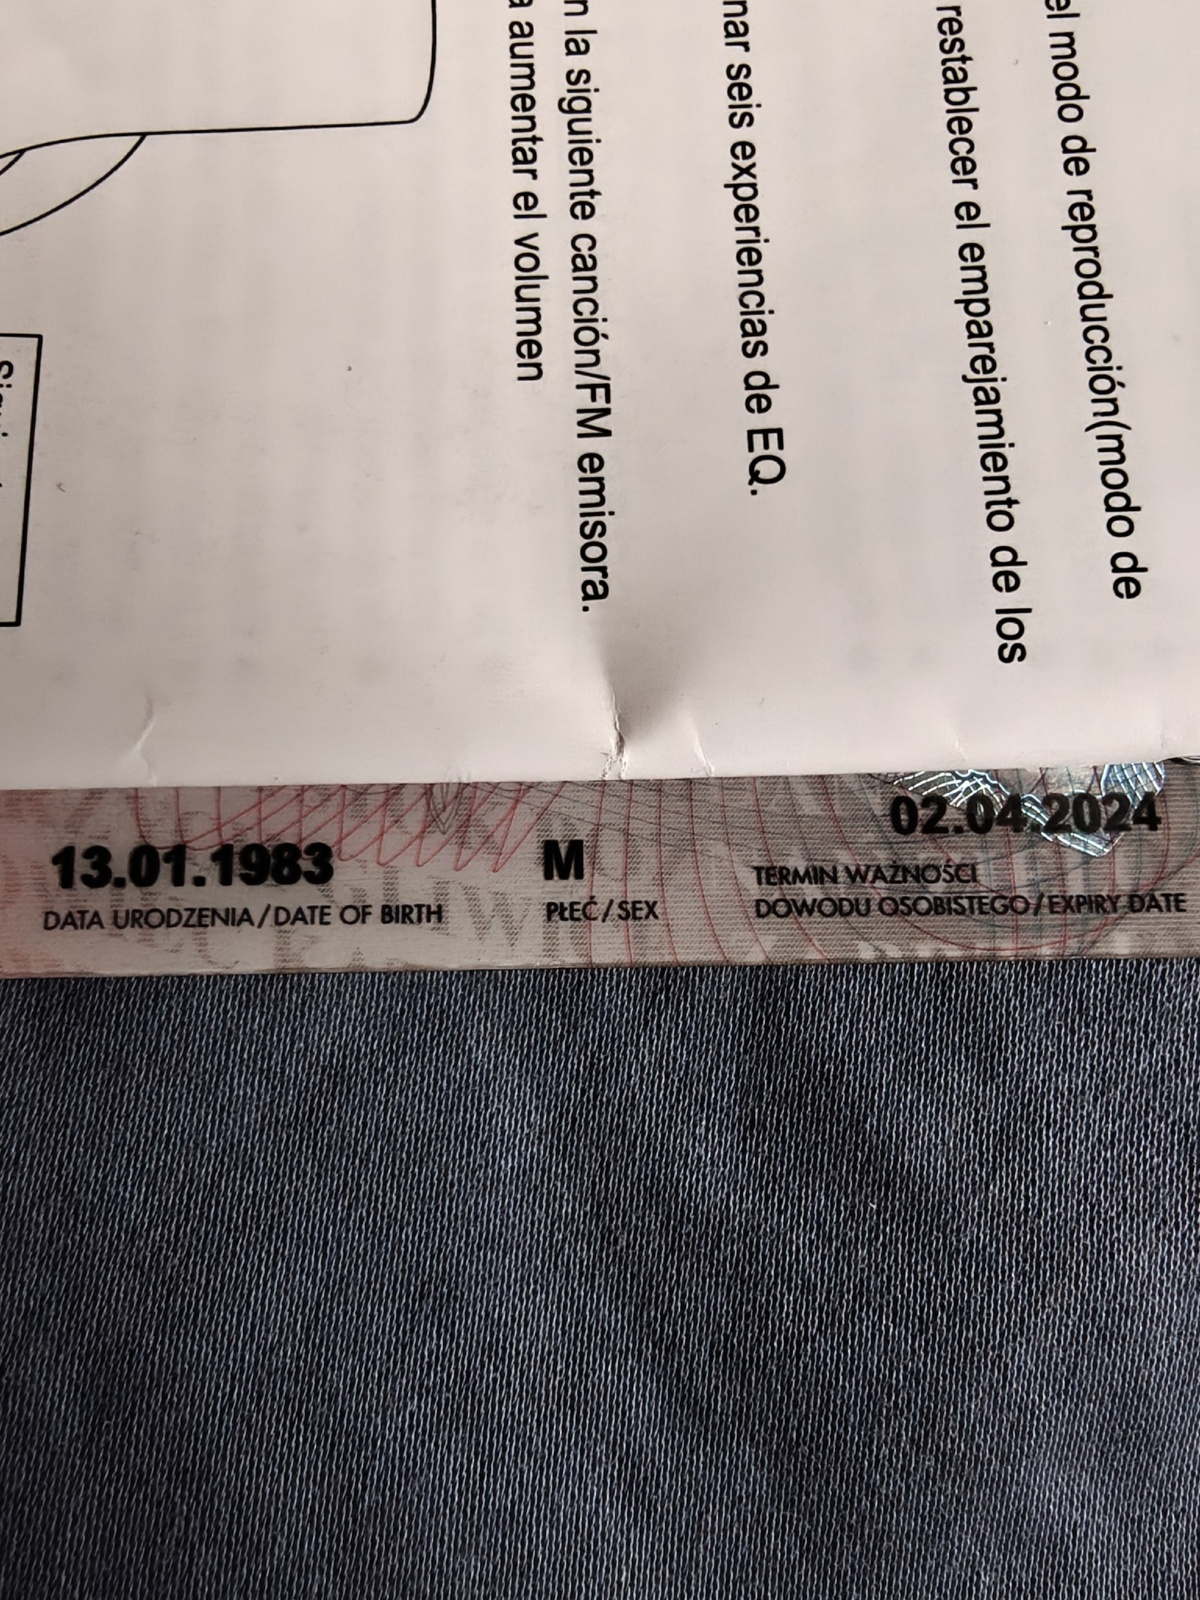 el modo de reproducción(modo de
restablecer el emparejamiento de los
nar seis experiencias de EQ.
n la siguiente canción/FM emisora.
a aumentar el volumen
02.04.2024
13.01.1983
M
TERMIN WAŻNOŚCI
DATA URODZENIA/DATE OF BIRTH
PŁEĆ/SEX
DOWODU OSOBISTEGO/EXPIRY DATE